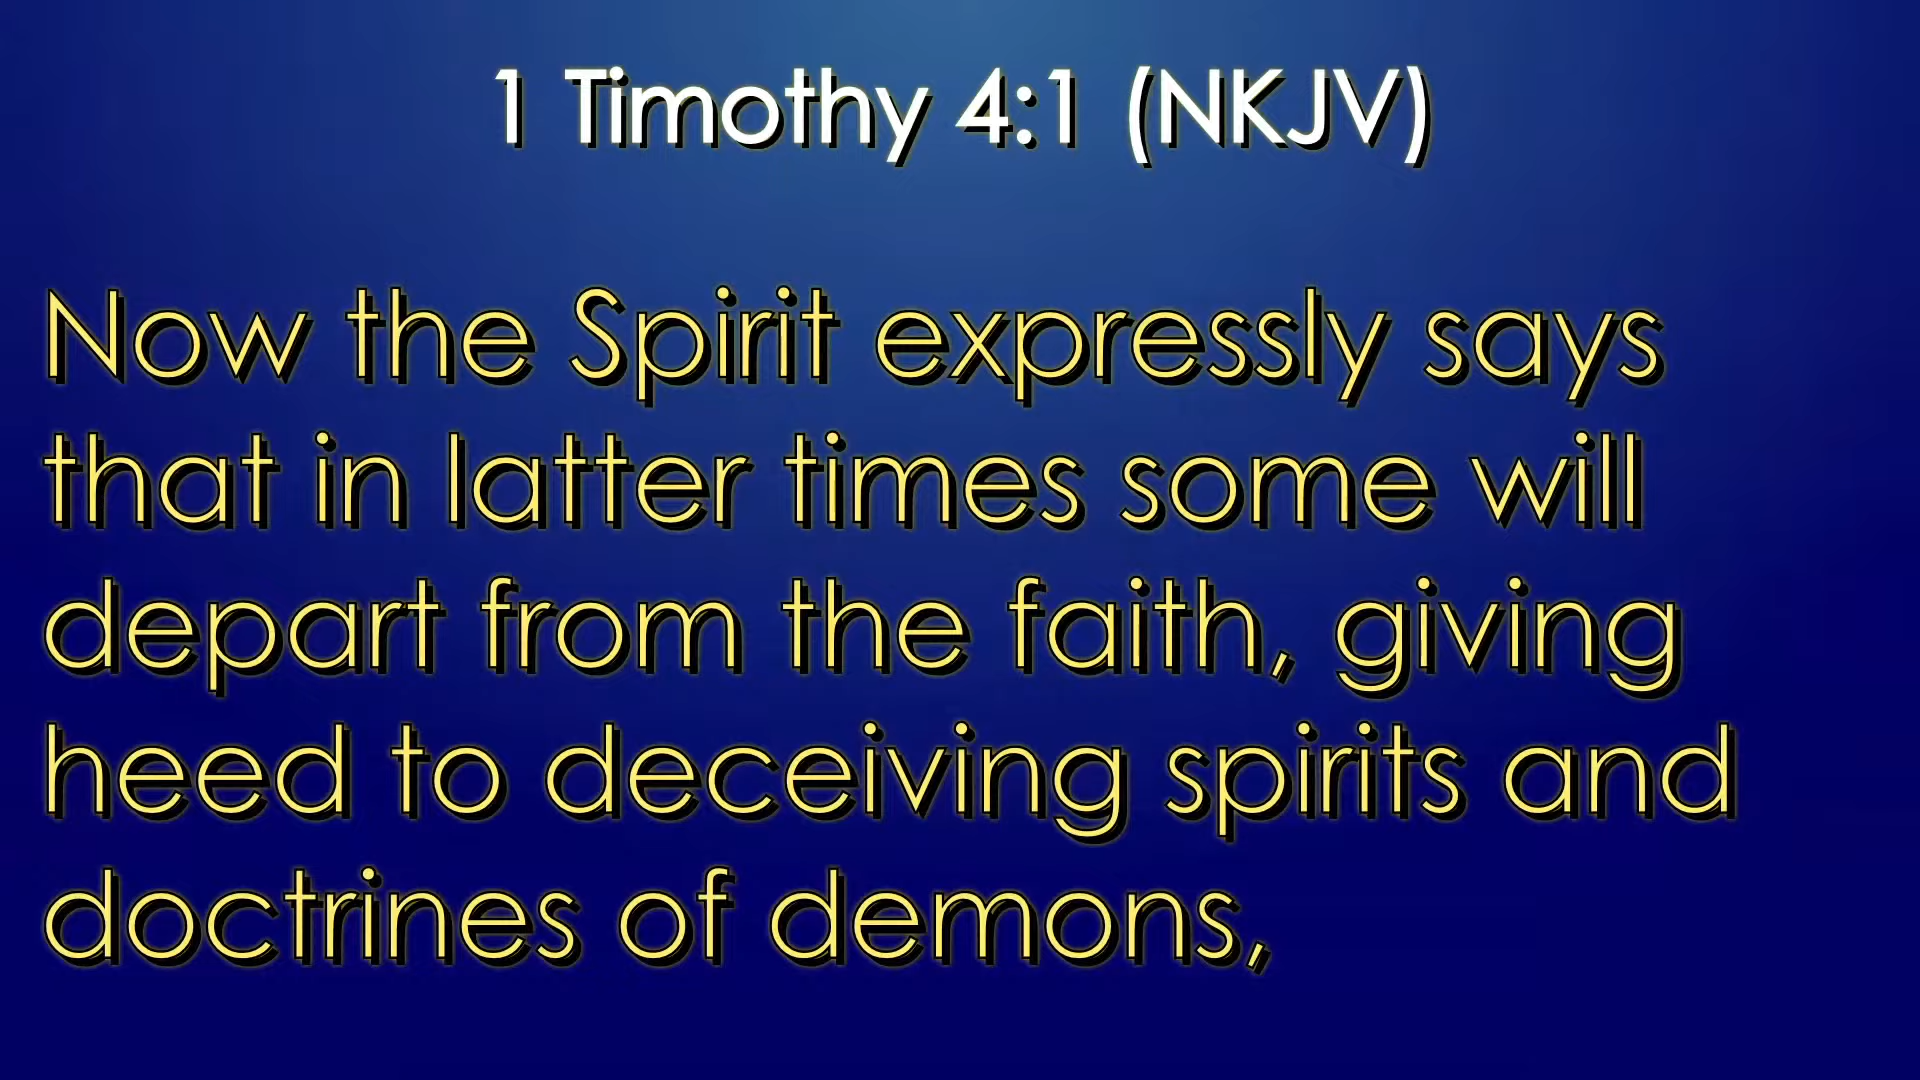 1 Timothy 4:1 (NKJV)
Now the Spirit expressly says
that in latter times some will
depart from the faith, giving
heed to deceiving spirits and
doctrines of demons,